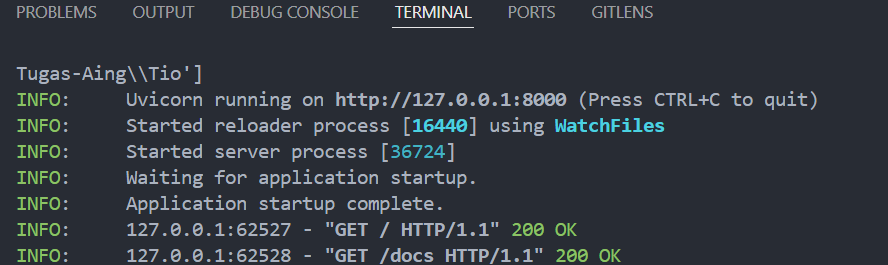 PROBLEMS OUTPUT DEBUG CONSOLE TERMINAL PORTS GITLENS
Tugas-Aing\\Tio']
INFO:     Uvicorn running on http://127.0.0.1:8000 (Press CTRL+C to quit)
INFO:     Started reloader process [16440] using WatchFiles
INFO:     Started server process [36724]
INFO:     Waiting for application startup.
INFO:     Application startup complete.
INFO:     127.0.0.1:62527 - "GET / HTTP/1.1" 200 OK
INFO:     127.0.0.1:62528 - "GET /docs HTTP/1.1" 200 OK